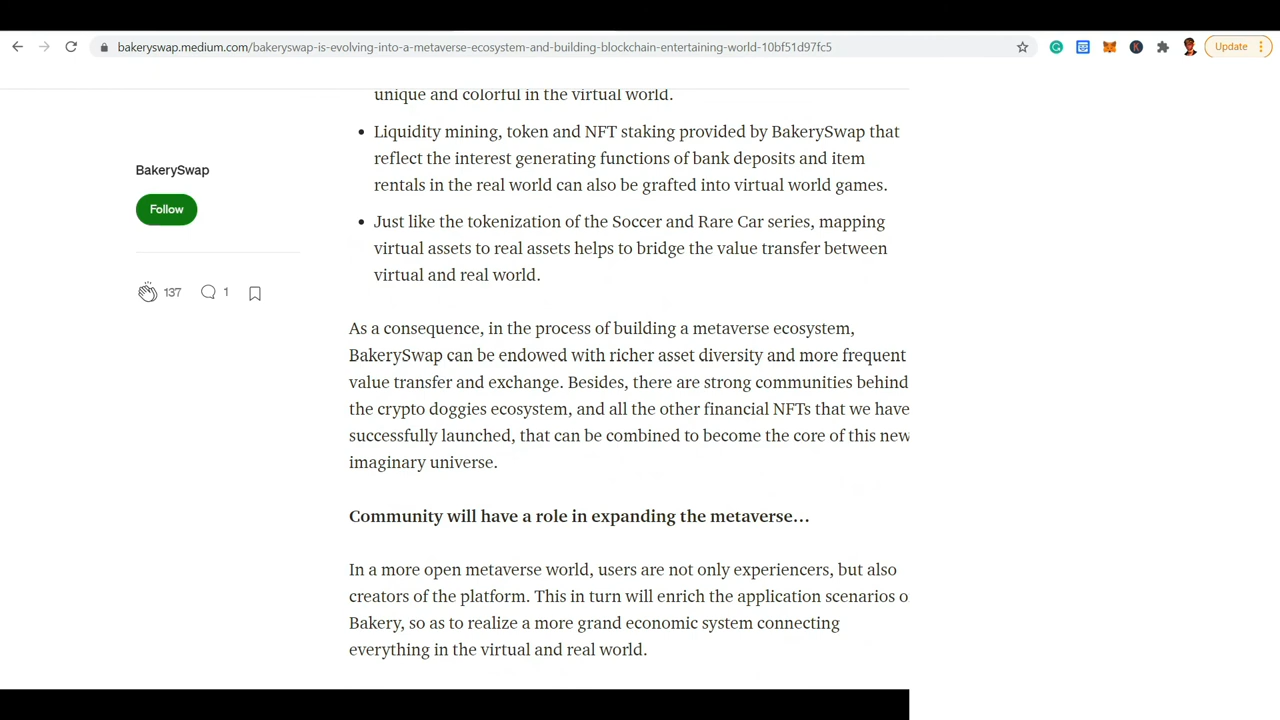 bakeryswap.medium.com/bakeryswap-is-evolving-into-a-metaverse-ecosystem-and-building-blockchain-entertaining-world-10bf51d97fc5
Update
unique and colorful in the virtual world.
BakerySwap
Follow
137
1
• Liquidity mining, token and NFT staking provided by BakerySwap that
reflect the interest generating functions of bank deposits and item
rentals in the real world can also be grafted into virtual world games.
• Just like the tokenization of the Soccer and Rare Car series, mapping
virtual assets to real assets helps to bridge the value transfer between
virtual and real world.
As a consequence, in the process of building a metaverse ecosystem,
BakerySwap can be endowed with richer asset diversity and more frequent
value transfer and exchange. Besides, there are strong communities behind
the crypto doggies ecosystem, and all the other financial NFTs that we have
successfully launched, that can be combined to become the core of this new
imaginary universe.
Community will have a role in expanding the metaverse…
In a more open metaverse world, users are not only experiencers, but also
creators of the platform. This in turn will enrich the application scenarios o
Bakery, so as to realize a more grand economic system connecting
everything in the virtual and real world.